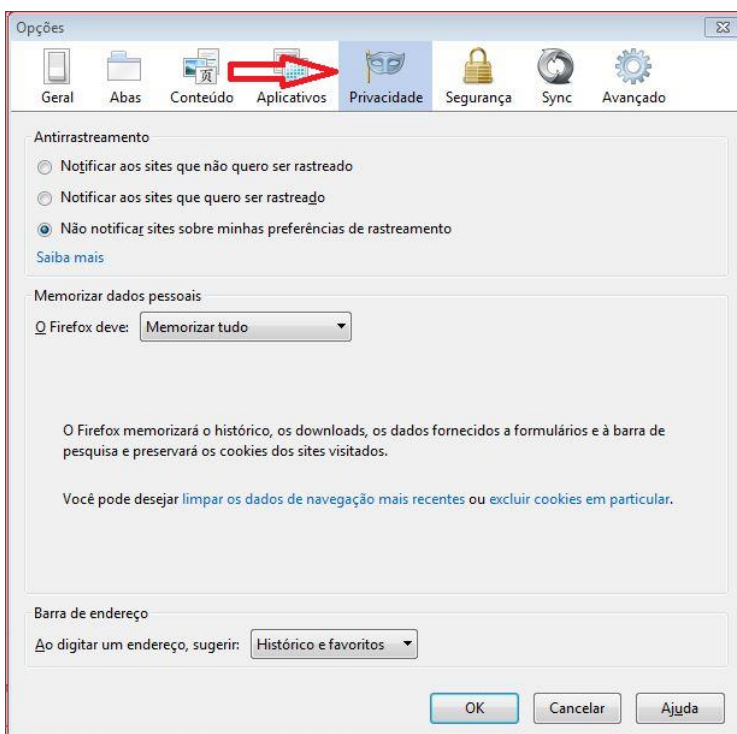 Opções
Geral Abas Conteúdo Aplicativos Privacidade Segurança Sync Avançado
Antirrastreamento
Notificar aos sites que não quero ser rastreado
Notificar aos sites que quero ser rastreado
Não notificar sites sobre minhas preferências de rastreamento
Saiba mais
Memorizar dados pessoais
O Firefox deve: Memorizar tudo
O Firefox memorizará o histórico, os downloads, os dados fornecidos a formulários e à barra de
pesquisa e preservará os cookies dos sites visitados.
Você pode desejar limpar os dados de navegação mais recentes ou excluir cookies em particular.
Barra de endereço
Ao digitar um endereço, sugerir: Histórico e favoritos
OK Cancelar Ajuda